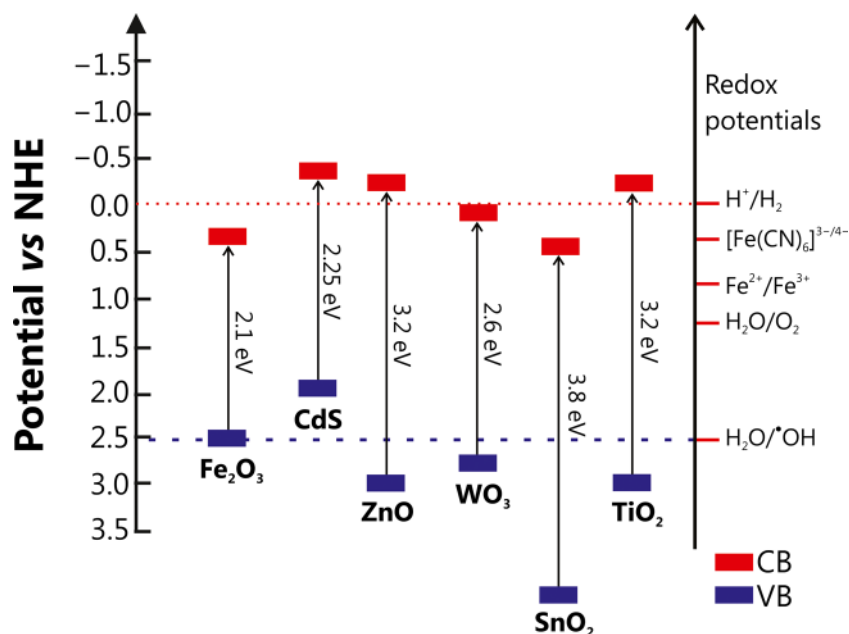 Potential vs NHE
−1.5
−1.0
−0.5
0.0
0.5
1.0
1.5
2.0
2.5
3.0
3.5
2.1 eV
Fe₂O₃
2.25 eV
CdS
3.2 eV
ZnO
2.6 eV
WO₃
3.8 eV
SnO₂
3.2 eV
TiO₂
Redox
potentials
H⁺/H₂
[Fe(CN)₆]³⁻/⁴⁻
Fe²⁺/Fe³⁺
H₂O/O₂
H₂O/•OH
CB
VB